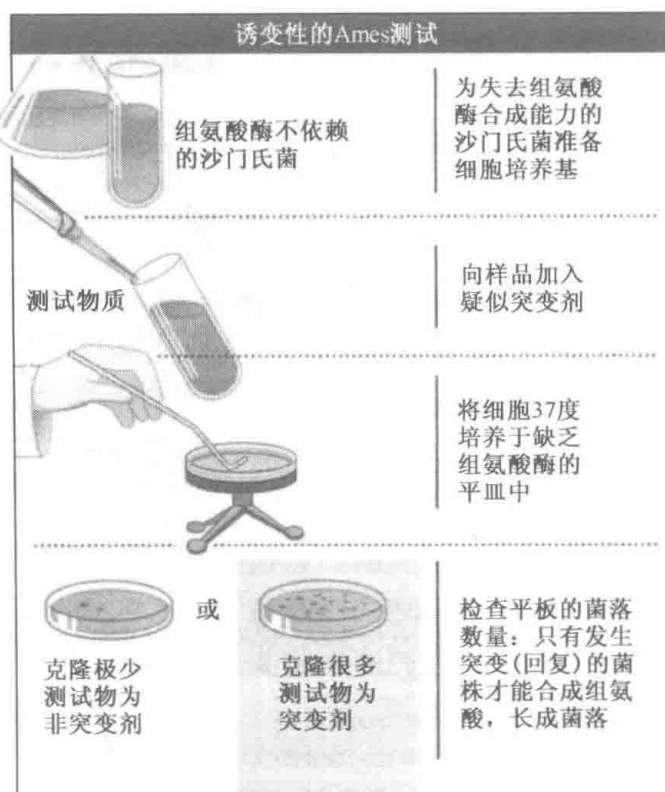 诱变性的Ames测试
组氨酸酶不依赖
的沙门氏菌
为失去组氨酸
酶合成能力的
沙门氏菌准备
细胞培养基
测试物质
向样品加入
疑似突变剂
将细胞37度
培养于缺乏
组氨酸酶的
平皿中
克隆极少
测试物为
非突变剂
或
克隆很多
测试物为
突变剂
检查平板的菌落
数量：只有发生
突变(回复)的菌
株才能合成组氨
酸，长成菌落